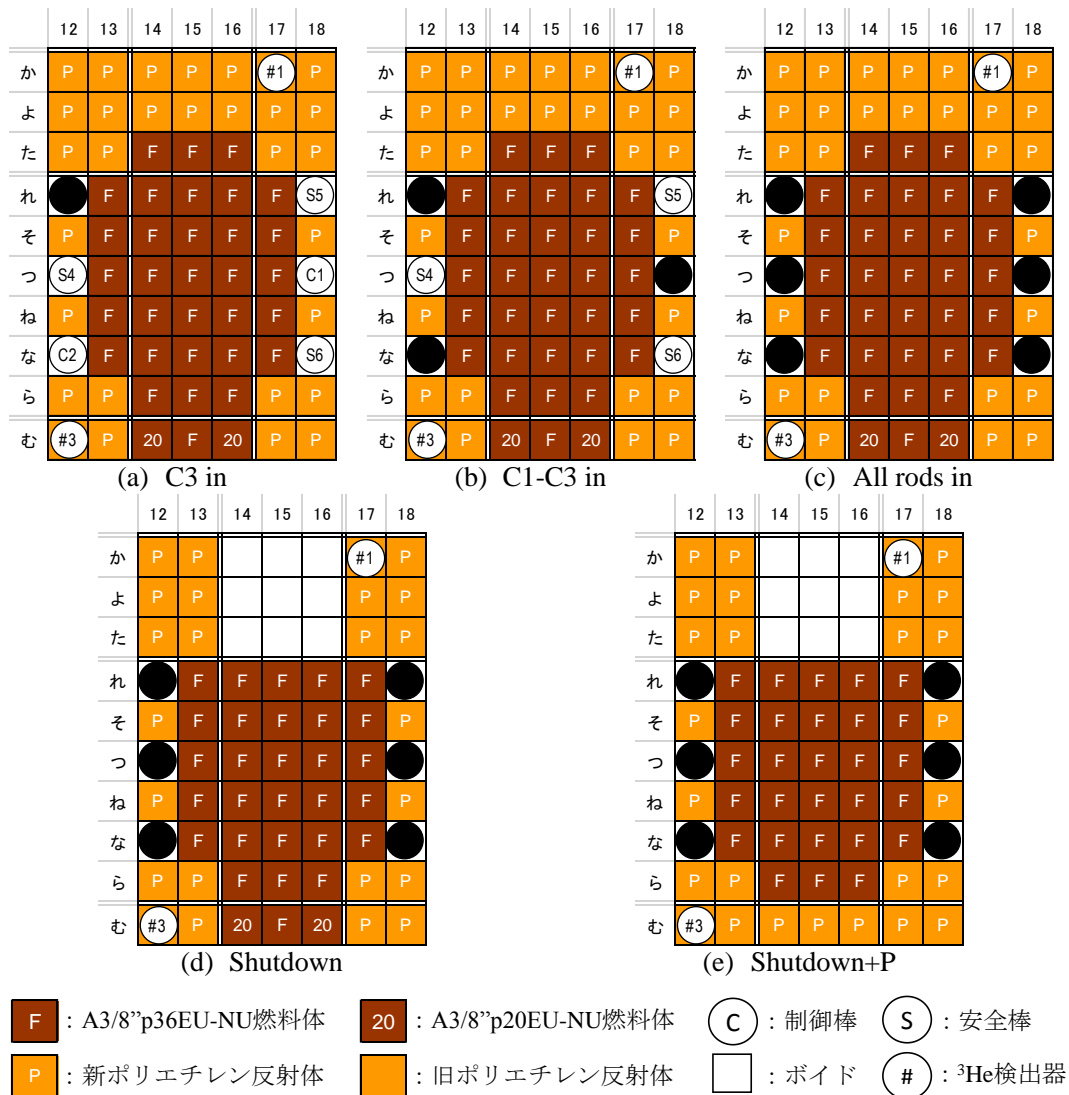 12 13 14 15 16 17 18
か P P P P P #1 P
よ P P P P P P P
た P P F F F P P
れ F F F F F S5
そ P F F F F F P
つ S4 F F F F F C1
ね P F F F F F P
な C2 F F F F F S6
ら P P F F F P P
む #3 P 20 F 20 P P
(a) C3 in
12 13 14 15 16 17 18
か P P P P P #1 P
よ P P P P P P P
た P P F F F P P
れ F F F F F S5
そ P F F F F F P
つ S4 F F F F F
ね P F F F F F P
な F F F F F S6
ら P P F F F P P
む #3 P 20 F 20 P P
(b) C1-C3 in
12 13 14 15 16 17 18
か P P P P P #1 P
よ P P P P P P P
た P P F F F P P
れ F F F F F
そ P F F F F F P
つ F F F F F
ね P F F F F F P
な F F F F F
ら P P F F F P P
む #3 P 20 F 20 P P
(c) All rods in
12 13 14 15 16 17 18
か P P #1 P
よ P P P P
た P P P P
れ F F F F F
そ P F F F F F P
つ F F F F F
ね P F F F F F P
な F F F F F
ら P P F F F P P
む #3 P 20 F 20 P P
(d) Shutdown
12 13 14 15 16 17 18
か P P #1 P
よ P P P P
た P P P P
れ F F F F F
そ P F F F F F P
つ F F F F F
ね P F F F F F P
な F F F F F
ら P P F F F P P
む #3 P P P P P P
(e) Shutdown+P
F : A3/8”p36EU-NU燃料体 20 : A3/8”p20EU-NU燃料体 C : 制御棒 S : 安全棒
P : 新ポリエチレン反射体 : 旧ポリエチレン反射体 : ボイド # : ³He検出器